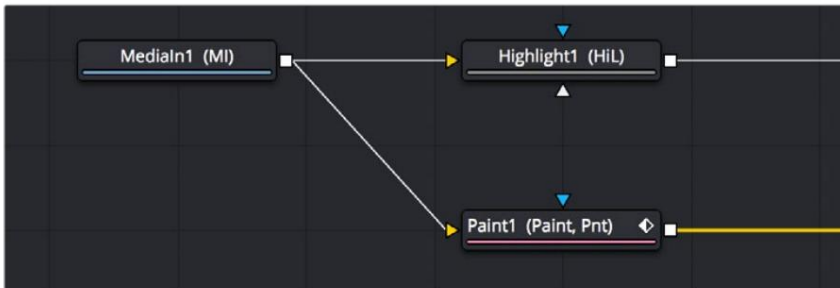 MediaIn1 (MI)
Highlight1 (HiL)
Paint1 (Paint, Pnt)